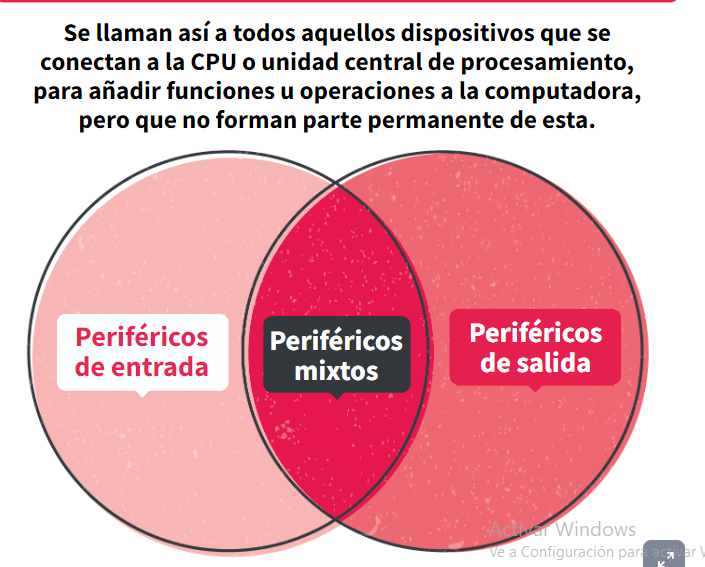 Se llaman así a todos aquellos dispositivos que se
conectan a la CPU o unidad central de procesamiento,
para añadir funciones u operaciones a la computadora,
pero que no forman parte permanente de esta.
Periféricos
de entrada
Periféricos
mixtos
Periféricos
de salida
Activar Windows
Ve a Configuración para activar